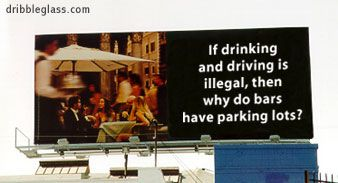 dribbleglass.com
If drinking
and driving is
illegal, then
why do bars
have parking lots?